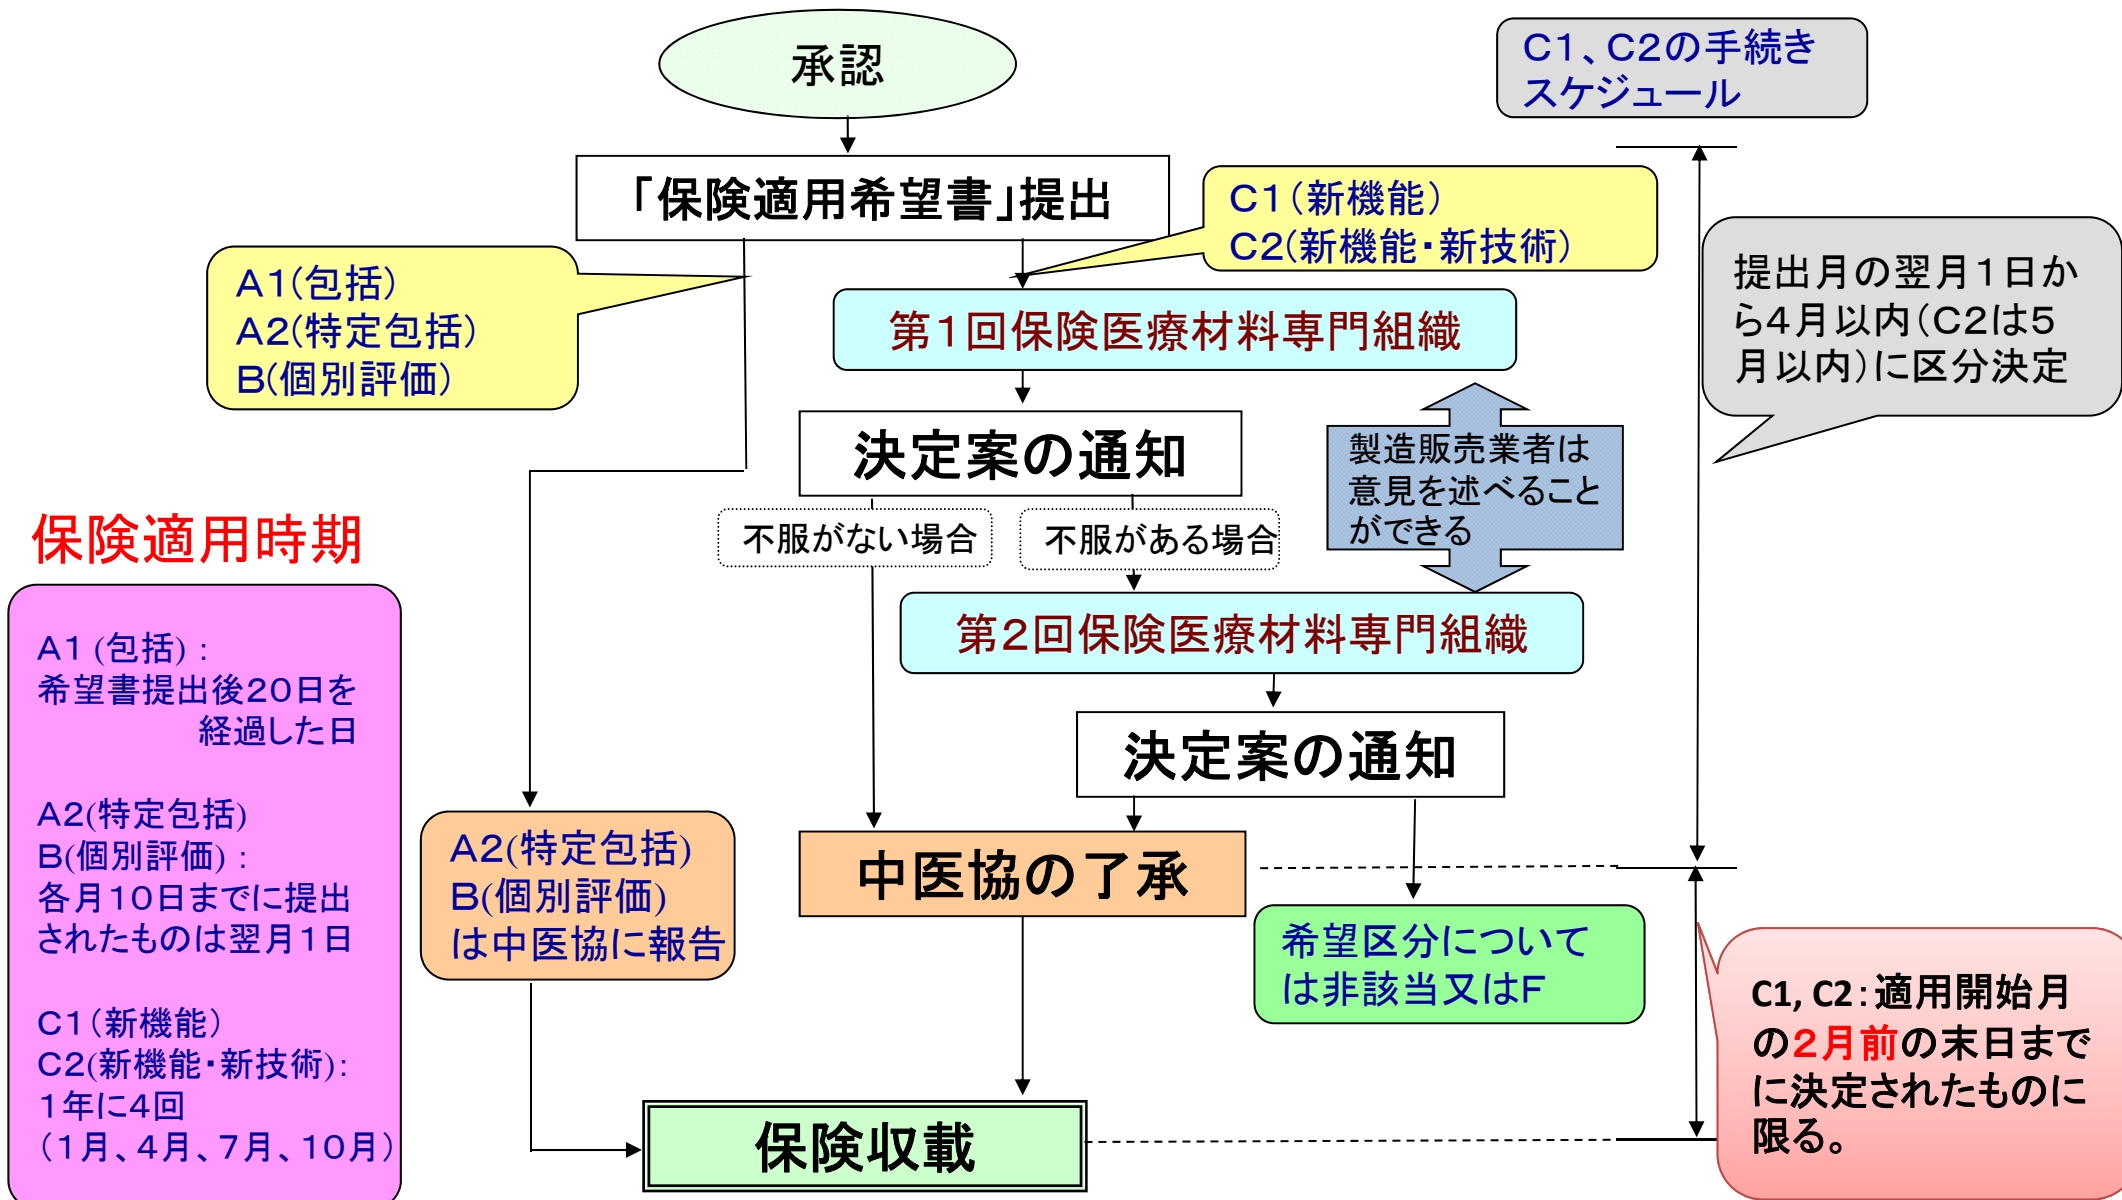 承認
C1、C2の手続き
スケジュール
「保険適用希望書」提出
C1(新機能)
C2(新機能・新技術)
A1(包括)
A2(特定包括)
B(個別評価)
提出月の翌月1日か
ら4月以内(C2は5
月以内)に区分決定
第1回保険医療材料専門組織
決定案の通知
製造販売業者は
意見を述べること
ができる
不服がない場合
不服がある場合
保険適用時期
第2回保険医療材料専門組織
A1 (包括) :
希望書提出後20日を
経過した日
A2(特定包括)
B(個別評価) :
各月10日までに提出
されたものは翌月1日
C1(新機能)
C2(新機能・新技術):
1年に4回
(1月、4月、7月、10月)
決定案の通知
A2(特定包括)
B(個別評価)
は中医協に報告
中医協の了承
希望区分について
は非該当又はF
C1, C2:適用開始月
の2月前の末日まで
に決定されたものに
限る。
保険収載